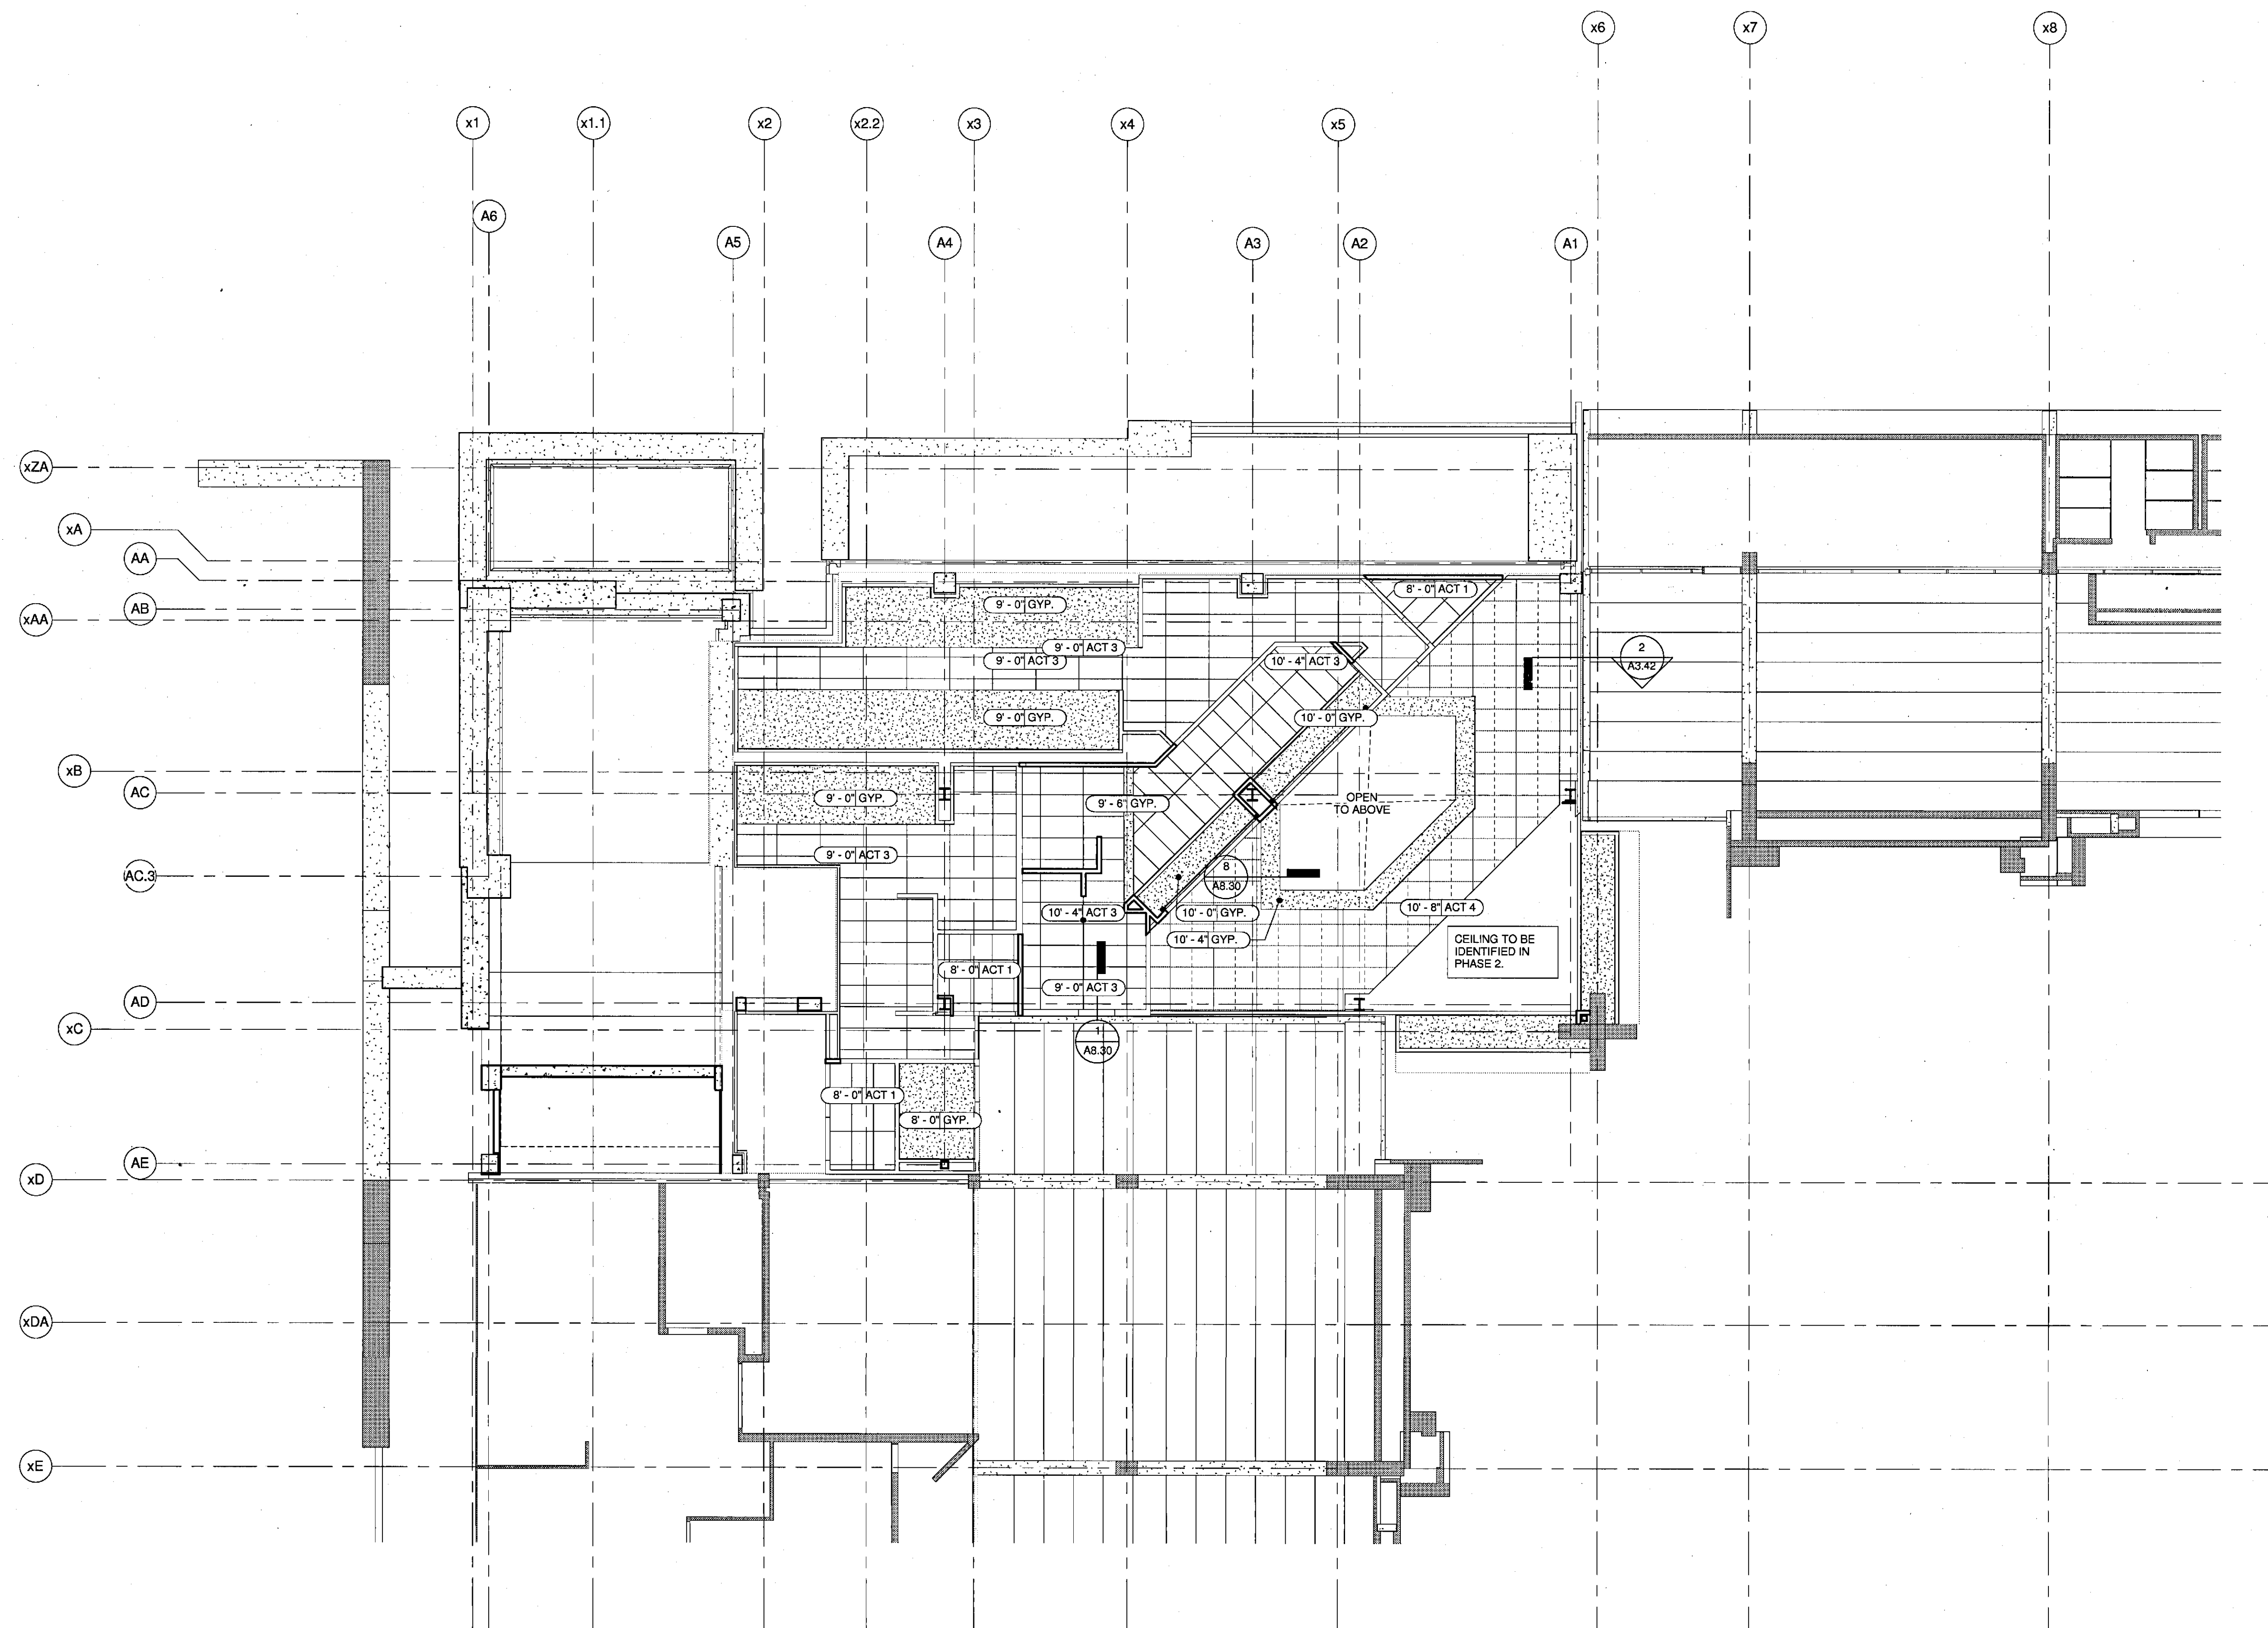 x6
x7
x8
x1
x1.1
x2
x2.2
x3
x4
x5
A6
A5
A4
A3
A2
A1
xZA
xA
AA
AB
xAA
xB
AC
AC.3
AD
xC
AE
xD
xDA
xE
8' - 0" ACT 1
9' - 0" GYP.
9' - 0" ACT 3
9' - 0" ACT 3
10' - 4" ACT 3
2
A3.42
9' - 0" GYP.
10' - 0" GYP.
9' - 0" GYP.
9' - 6" GYP.
OPEN
TO ABOVE
9' - 0" ACT 3
8
A8.30
10' - 4" ACT 3
10' - 0" GYP.
10' - 8" ACT 4
10' - 4" GYP.
CEILING TO BE
IDENTIFIED IN
PHASE 2.
8' - 0" ACT 1
9' - 0" ACT 3
1
A8.30
8' - 0" ACT 1
8' - 0" GYP.